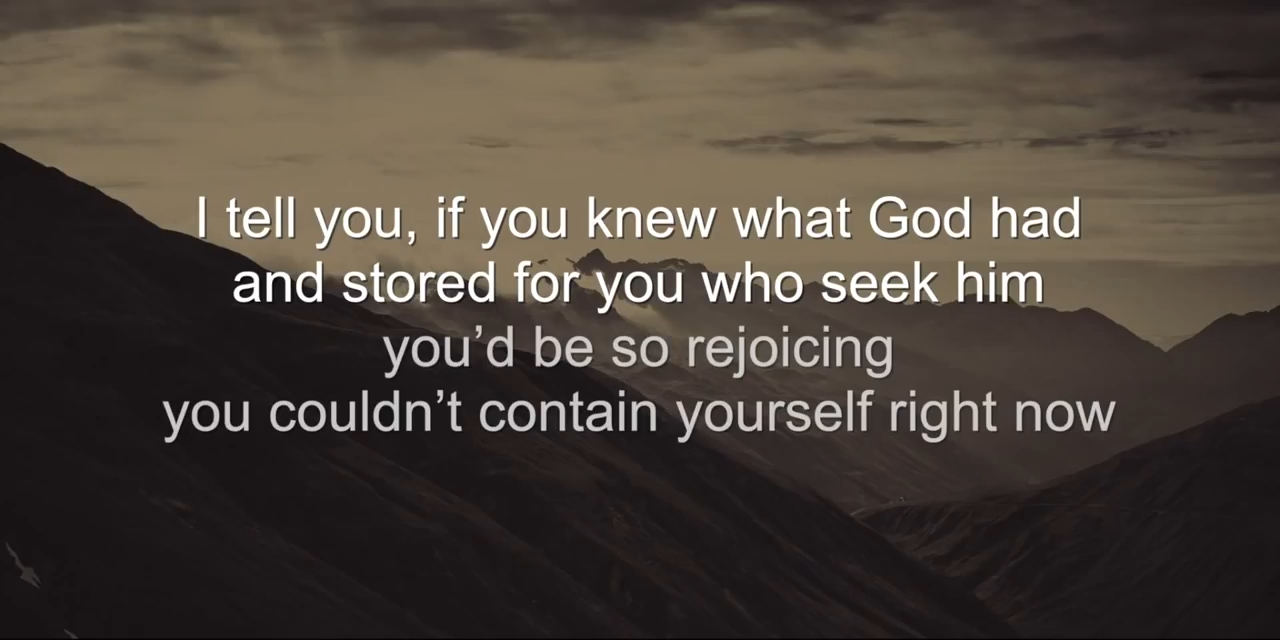 I tell you, if you knew what God had
and stored for you who seek him
you’d be so rejoicing
you couldn’t contain yourself right now